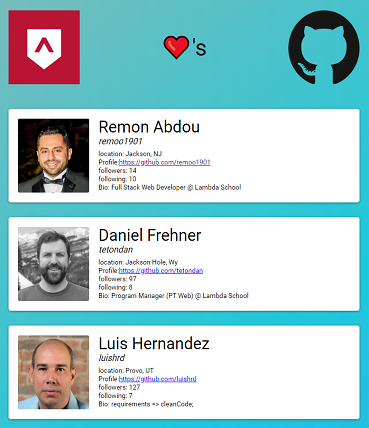 ❤️'s
Remon Abdou
remoo1901
location: Jackson, NJ
Profile:https://github.com/remoo1901
followers: 14
following: 10
Bio: Full Stack Web Developer @ Lambda School
Daniel Frehner
tetondan
location: Jackson Hole, Wy
Profile:https://github.com/tetondan
followers: 97
following: 8
Bio: Program Manager (PT Web) @ Lambda School
Luis Hernandez
luishrd
location: Provo, UT
Profile:https://github.com/luishrd
followers: 127
following: 7
Bio: requirements => cleanCode;